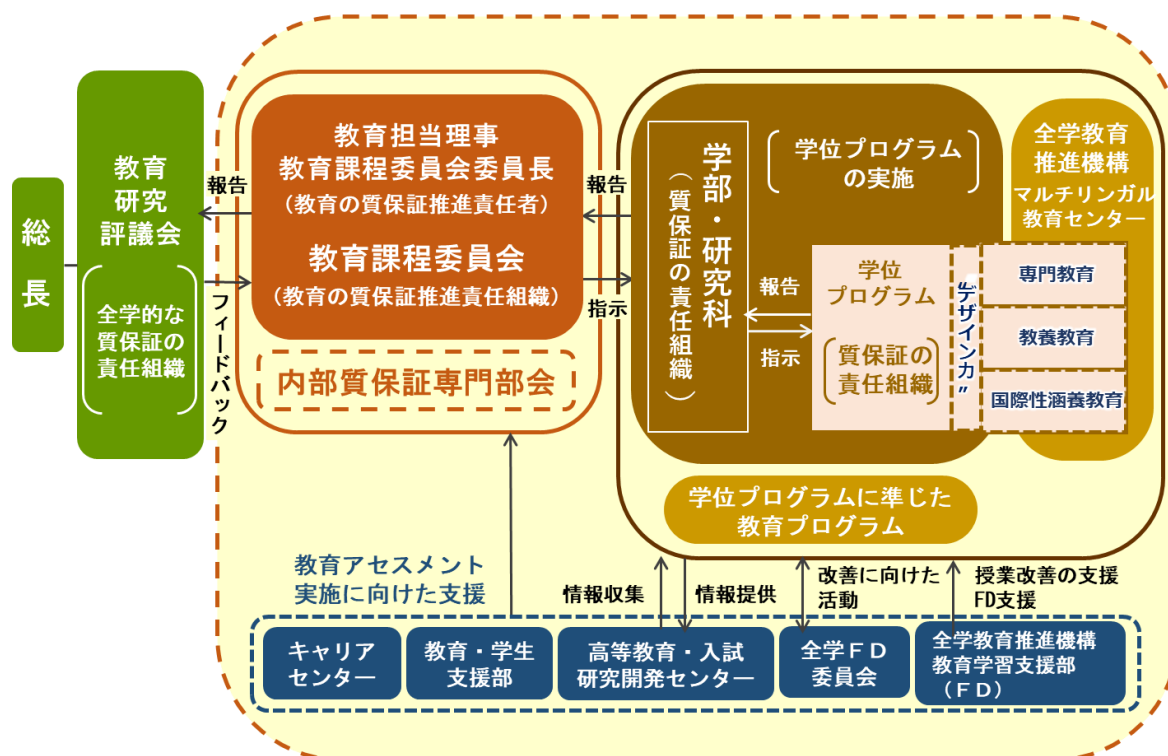 総
長
教育
研究
評議会
全学的な
質保証の
責任組織
報告
フィードバック
教育担当理事
教育課程委員会委員長
（教育の質保証推進責任者）
教育課程委員会
（教育の質保証推進責任組織）
内部質保証専門部会
報告
指示
学部・研究科
（質保証の責任組織）
学位プログラム
の実施
報告
指示
学位
プログラム
質保証の
責任組織
“デザイン力”
全学教育
推進機構
マルチリンガル
教育センター
専門教育
教養教育
国際性涵養教育
学位プログラムに準じた
教育プログラム
教育アセスメント
実施に向けた支援
情報収集
情報提供
改善に向けた
活動
授業改善の支援
FD支援
キャリア
センター
教育・学生
支援部
高等教育・入試
研究開発センター
全学ＦＤ
委員会
全学教育推進機構
教育学習支援部
（ＦＤ）